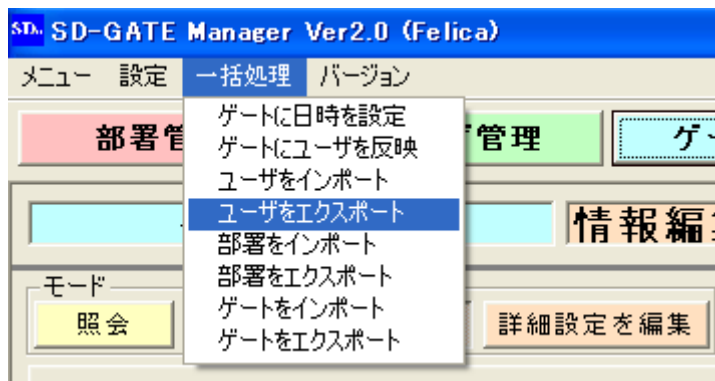 SD-GATE Manager Ver2.0 (Felica)
メニュー 設定 一括処理 バージョン
ゲートに日時を設定
ゲートにユーザを反映
ユーザをインポート
ユーザをエクスポート
部署をインポート
部署をエクスポート
ゲートをインポート
ゲートをエクスポート
部署管
管理
ゲー
情報編
モード
照会
詳細設定を編集